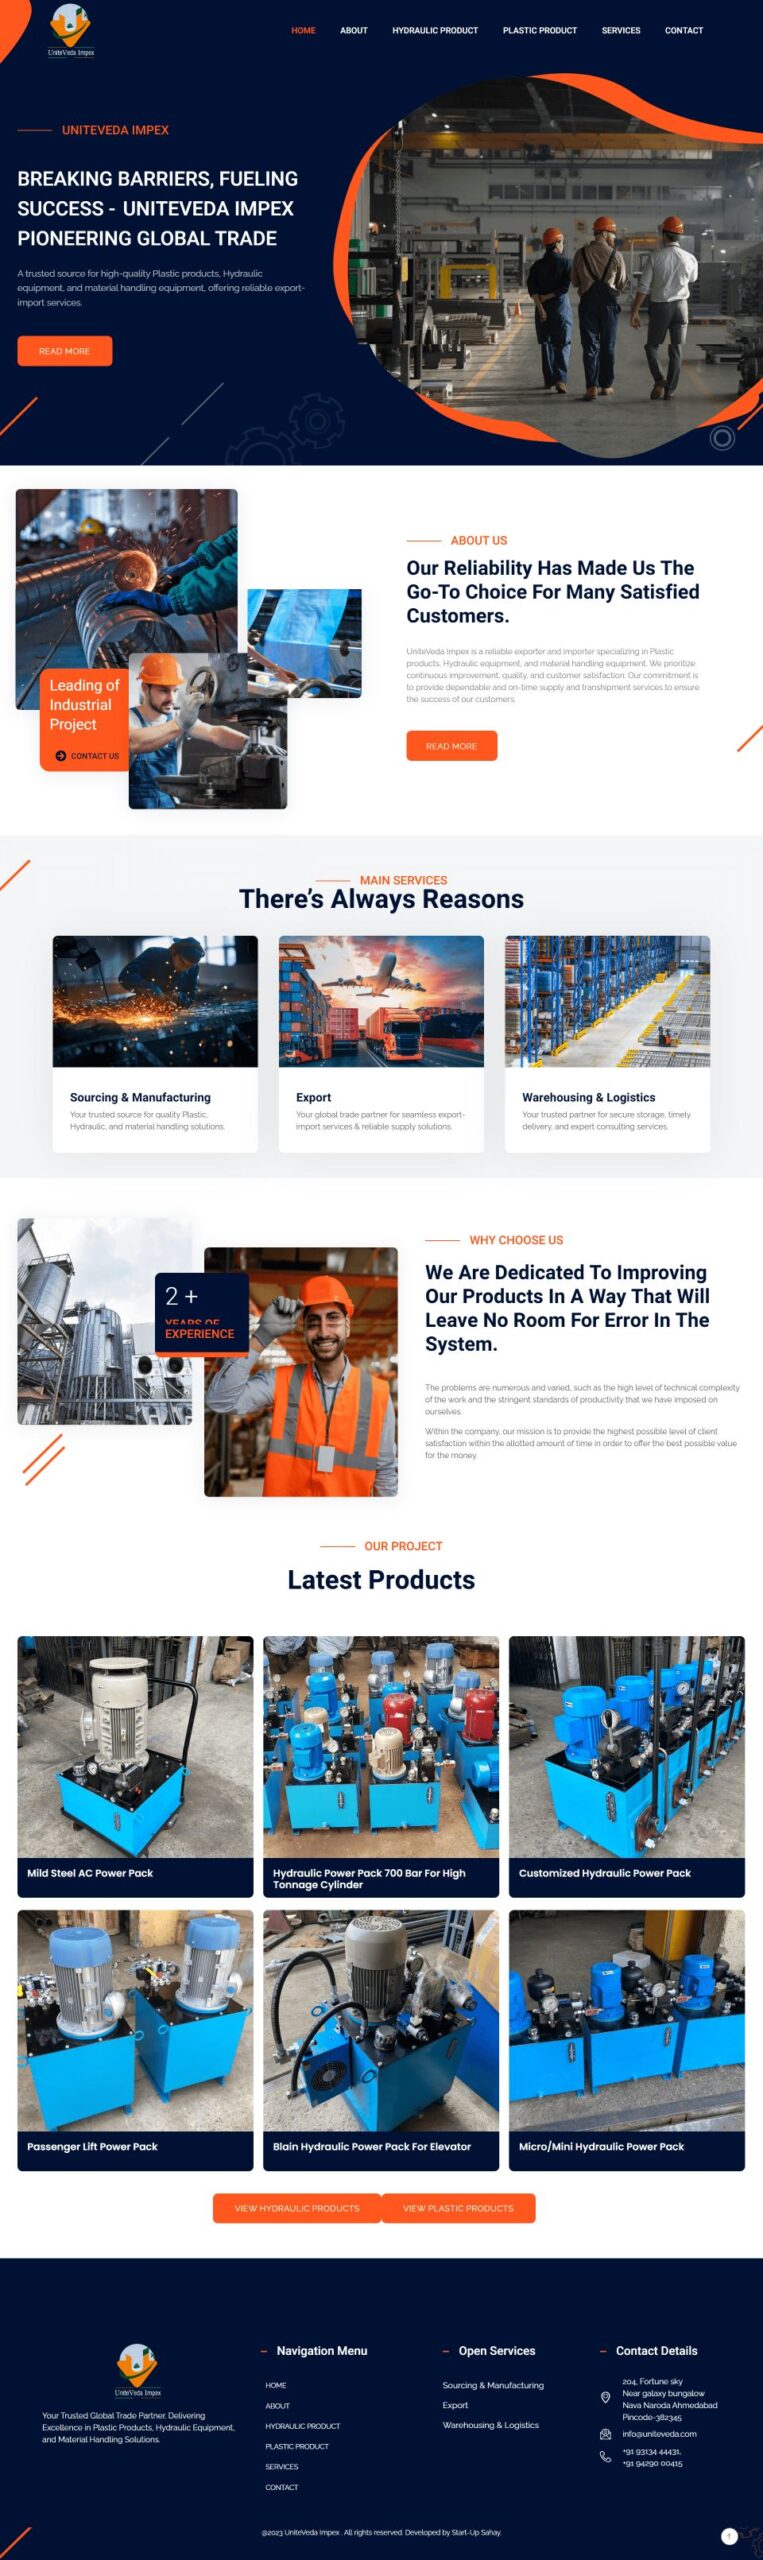 UniteVeda Impex
HOME ABOUT HYDRAULIC PRODUCT PLASTIC PRODUCT SERVICES CONTACT
UNITEVEDA IMPEX
BREAKING BARRIERS, FUELING
SUCCESS - UNITEVEDA IMPEX
PIONEERING GLOBAL TRADE
A trusted source for high-quality Plastic products, Hydraulic
equipment, and material handling equipment, offering reliable export-
import services.
READ MORE
Leading of
Industrial
Project
CONTACT US
ABOUT US
Our Reliability Has Made Us The
Go-To Choice For Many Satisfied
Customers.
UniteVeda Impex is a reliable exporter and importer specializing in Plastic
products, Hydraulic equipment, and material handling equipment. We prioritize
continuous improvement, quality, and customer satisfaction. Our commitment is
to provide dependable and on-time supply and transhipment services to ensure
the success of our customers.
READ MORE
MAIN SERVICES
There's Always Reasons
Sourcing & Manufacturing
Your trusted source for quality Plastic,
Hydraulic, and material handling solutions.
Export
Your global trade partner for seamless export-
import services & reliable supply solutions.
Warehousing & Logistics
Your trusted partner for secure storage, timely
delivery, and expert consulting services.
2 +
YEARS OF
EXPERIENCE
WHY CHOOSE US
We Are Dedicated To Improving
Our Products In A Way That Will
Leave No Room For Error In The
System.
The problems are numerous and varied, such as the high level of technical complexity
of the work and the stringent standards of productivity that we have imposed on
ourselves.
Within the company, our mission is to provide the highest possible level of client
satisfaction within the allotted amount of time in order to offer the best possible value
for the money.
OUR PROJECT
Latest Products
Mild Steel AC Power Pack
Hydraulic Power Pack 700 Bar For High
Tonnage Cylinder
Customized Hydraulic Power Pack
Passenger Lift Power Pack
Blain Hydraulic Power Pack For Elevator
Micro/Mini Hydraulic Power Pack
VIEW HYDRAULIC PRODUCTS
VIEW PLASTIC PRODUCTS
UniteVeda Impex
Your Trusted Global Trade Partner. Delivering
Excellence in Plastic Products, Hydraulic Equipment,
and Material Handling Solutions.
Navigation Menu
HOME
ABOUT
HYDRAULIC PRODUCT
PLASTIC PRODUCT
SERVICES
CONTACT
Open Services
Sourcing & Manufacturing
Export
Warehousing & Logistics
Contact Details
204, Fortune sky
Near galaxy bungalow
Nava Naroda Ahmedabad
Pincode-382345
info@uniteveda.com
+91 93134 44431,
+91 94290 00415
@2023 UniteVeda Impex . All rights reserved. Developed by Start-Up Sahay.